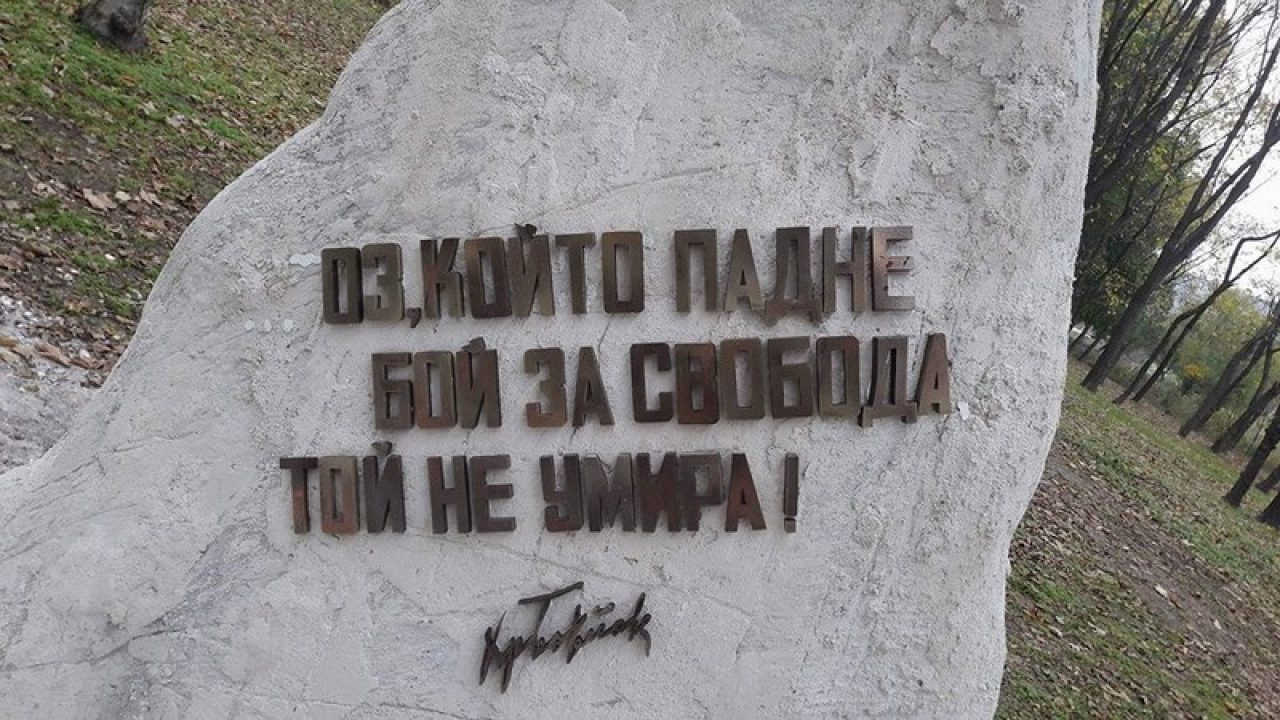 ОЗ, КОЙТО ПАДНЕ
БОЙ ЗА СВОБОДА
ТОЙ НЕ УМИРА!